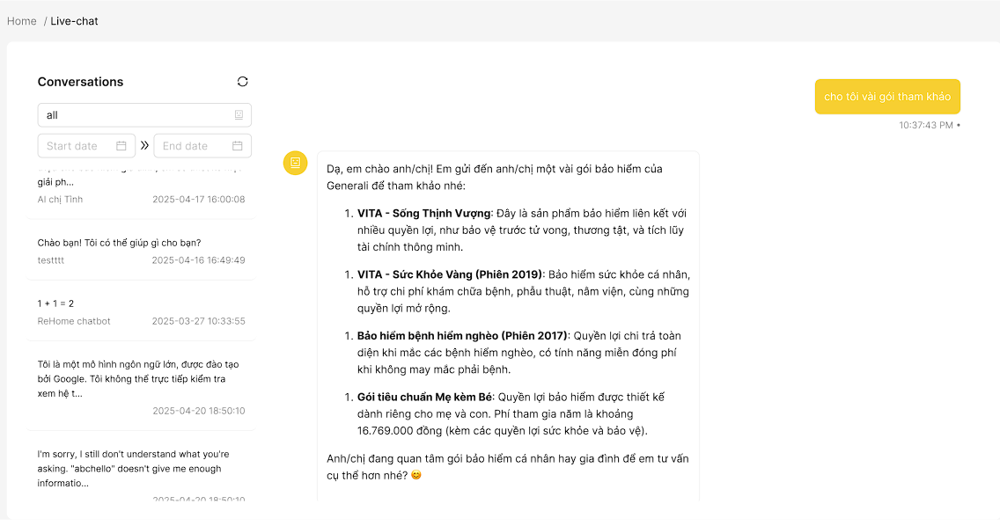 Home / Live-chat
Conversations
all
Start date
End date
giải ph...
AI chị Tình 2025-04-17 16:00:08
Chào bạn! Tôi có thể giúp gì cho bạn?
testttt 2025-04-16 16:49:49
1 + 1 = 2
ReHome chatbot 2025-03-27 10:33:55
Tôi là một mô hình ngôn ngữ lớn, được đào tạo
bởi Google. Tôi không thể trực tiếp kiểm tra
xem hệ t...
2025-04-20 18:50:10
I'm sorry, I still don't understand what you're
asking. "abchello" doesn't give me enough
informatio...
2025-04-20 18:50:10
cho tôi vài gói tham khảo
10:37:43 PM •
Dạ, em chào anh/chị! Em gửi đến anh/chị một vài gói bảo hiểm của
Generali để tham khảo nhé:
1. VITA - Sống Thịnh Vượng: Đây là sản phẩm bảo hiểm liên kết với
nhiều quyền lợi, như bảo vệ trước tử vong, thương tật, và tích lũy
tài chính thông minh.
1. VITA - Sức Khỏe Vàng (Phiên 2019): Bảo hiểm sức khỏe cá nhân,
hỗ trợ chi phí khám chữa bệnh, phẫu thuật, nằm viện, cùng những
quyền lợi mở rộng.
1. Bảo hiểm bệnh hiểm nghèo (Phiên 2017): Quyền lợi chi trả toàn
diện khi mắc các bệnh hiểm nghèo, có tính năng miễn đóng phí
khi không may mắc phải bệnh.
1. Gói tiêu chuẩn Mẹ kèm Bé: Quyền lợi bảo hiểm được thiết kế
dành riêng cho mẹ và con. Phí tham gia năm là khoảng
16.769.000 đồng (kèm các quyền lợi sức khỏe và bảo vệ).
Anh/chị đang quan tâm gói bảo hiểm cá nhân hay gia đình để em tư vấn
cụ thể hơn nhé? 😊